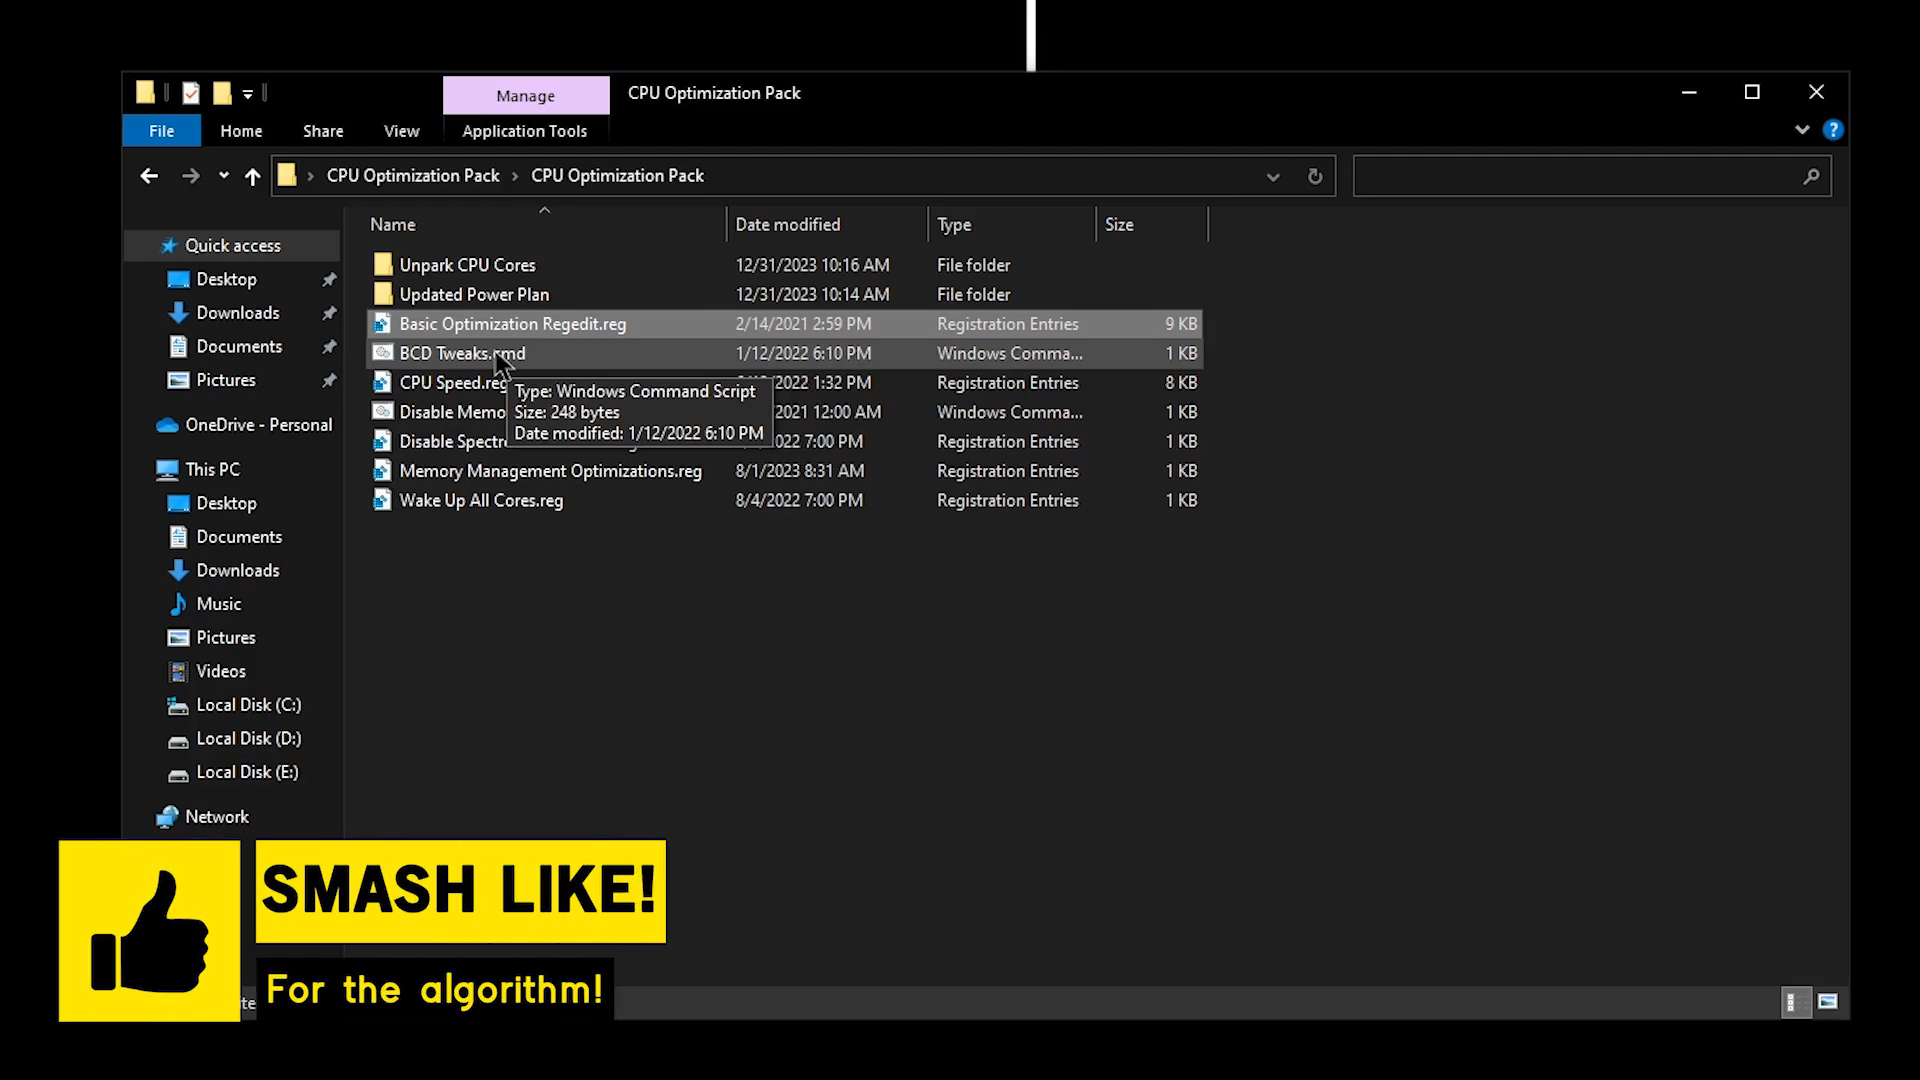 Manage
CPU Optimization Pack
File
Home
Share
View
Application Tools
CPU Optimization Pack > CPU Optimization Pack
Name
Date modified
Type
Size
Quick access
Desktop
Downloads
Documents
Pictures
OneDrive - Personal
This PC
Desktop
Documents
Downloads
Music
Pictures
Videos
Local Disk (C:)
Local Disk (D:)
Local Disk (E:)
Network
Unpark CPU Cores 12/31/2023 10:16 AM File folder
Updated Power Plan 12/31/2023 10:14 AM File folder
Basic Optimization Regedit.reg 2/14/2021 2:59 PM Registration Entries 9 KB
BCD Tweaks.cmd 1/12/2022 6:10 PM Windows Comma... 1 KB
CPU Speed.reg 2022 1:32 PM Registration Entries 8 KB
Disable Memo 2021 12:00 AM Windows Comma... 1 KB
Disable Spectr 2022 7:00 PM Registration Entries 1 KB
Memory Management Optimizations.reg 8/1/2023 8:31 AM Registration Entries 1 KB
Wake Up All Cores.reg 8/4/2022 7:00 PM Registration Entries 1 KB
Type: Windows Command Script
Size: 248 bytes
Date modified: 1/12/2022 6:10 PM
SMASH LIKE!
For the algorithm!